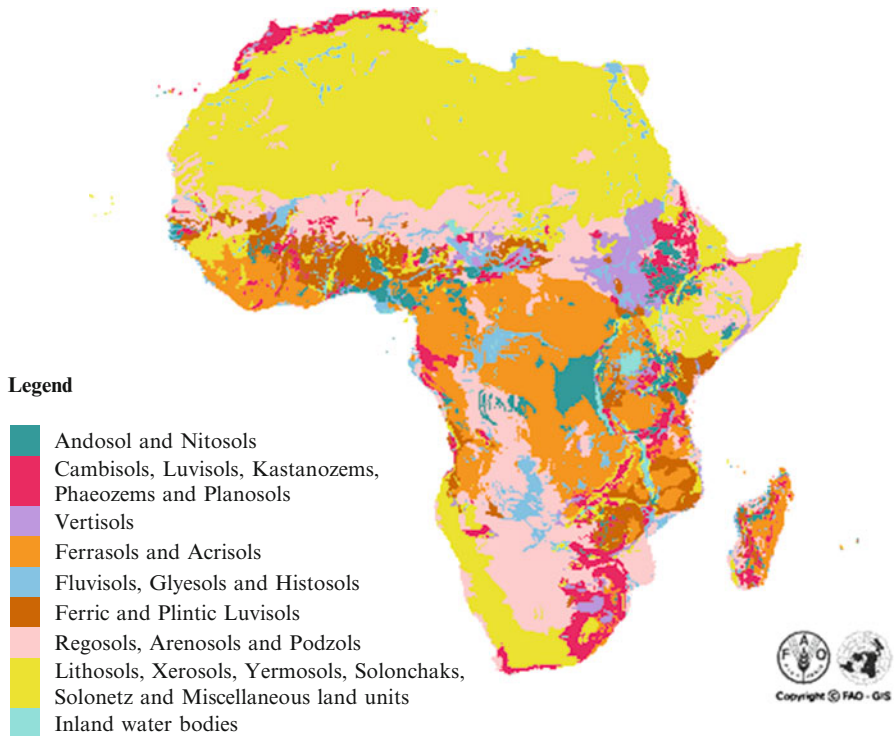 Legend
Andosol and Nitosols
Cambisols, Luvisols, Kastanozems,
Phaeozems and Planosols
Vertisols
Ferrasols and Acrisols
Fluvisols, Glyesols and Histosols
Ferric and Plintic Luvisols
Regosols, Arenosols and Podzols
Lithosols, Xerosols, Yermosols, Solonchaks,
Solonetz and Miscellaneous land units
Inland water bodies
F A O
Copyright © FAO - GIS